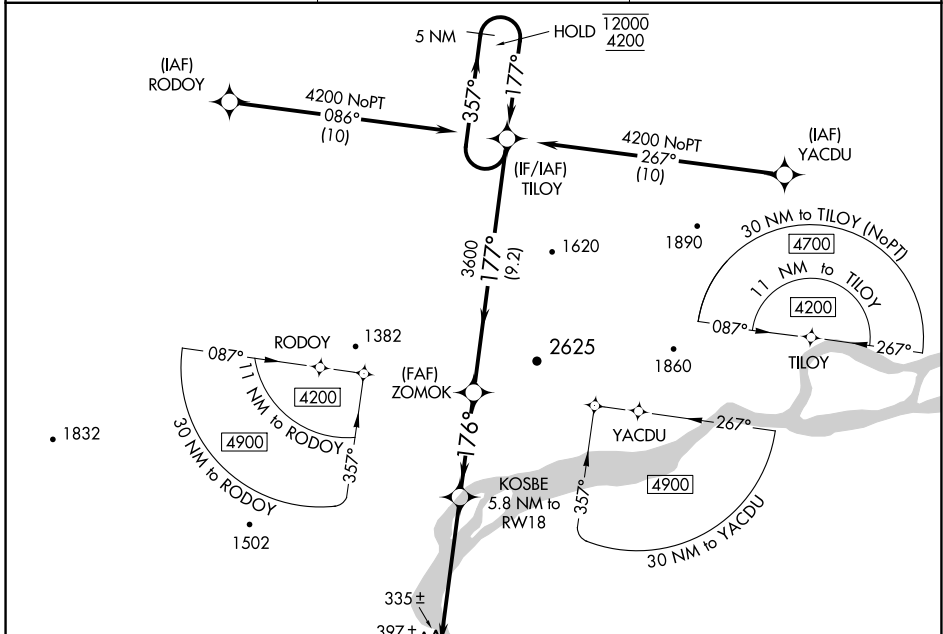 5 NM
HOLD 12000
4200
(IAF)
RODOY
357°
177°
4200 NoPT
086°
(10)
4200 NoPT
267°
(10)
(IAF)
YACDU
(IF/IAF)
TILOY
3600
177°
(9.2)
1620
1890
30 NM to TILOY (NoPT)
4700
11 NM to TILOY
4200
087°
267°
TILOY
1382
RODOY
087°
11 NM to RODOY
4200
4900
30 NM to RODOY
357°
(FAF)
ZOMOK
2625
1860
1832
176°
YACDU
267°
357°
4900
30 NM to YACDU
KOSBE
5.8 NM to
RW18
1502
335±
397±